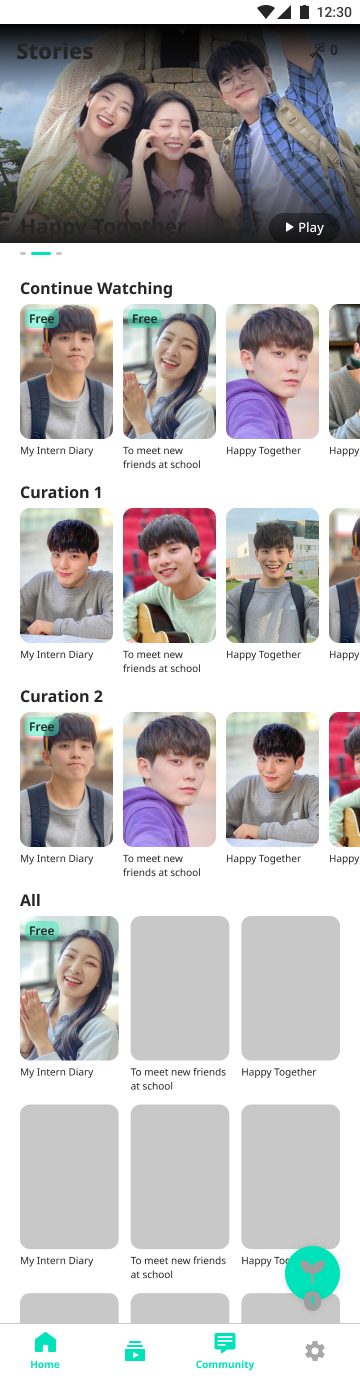 12:30
Stories
0
Happy Together
Play
Continue Watching
Free
Free
My Intern Diary
To meet new
friends at school
Happy Together
Happy
Curation 1
My Intern Diary
To meet new
friends at school
Happy Together
Happy
Curation 2
Free
My Intern Diary
To meet new
friends at school
Happy Together
Happy
All
Free
My Intern Diary
To meet new friends
at school
Happy Together
My Intern Diary
To meet new friends
at school
Happy
1
Home
Community